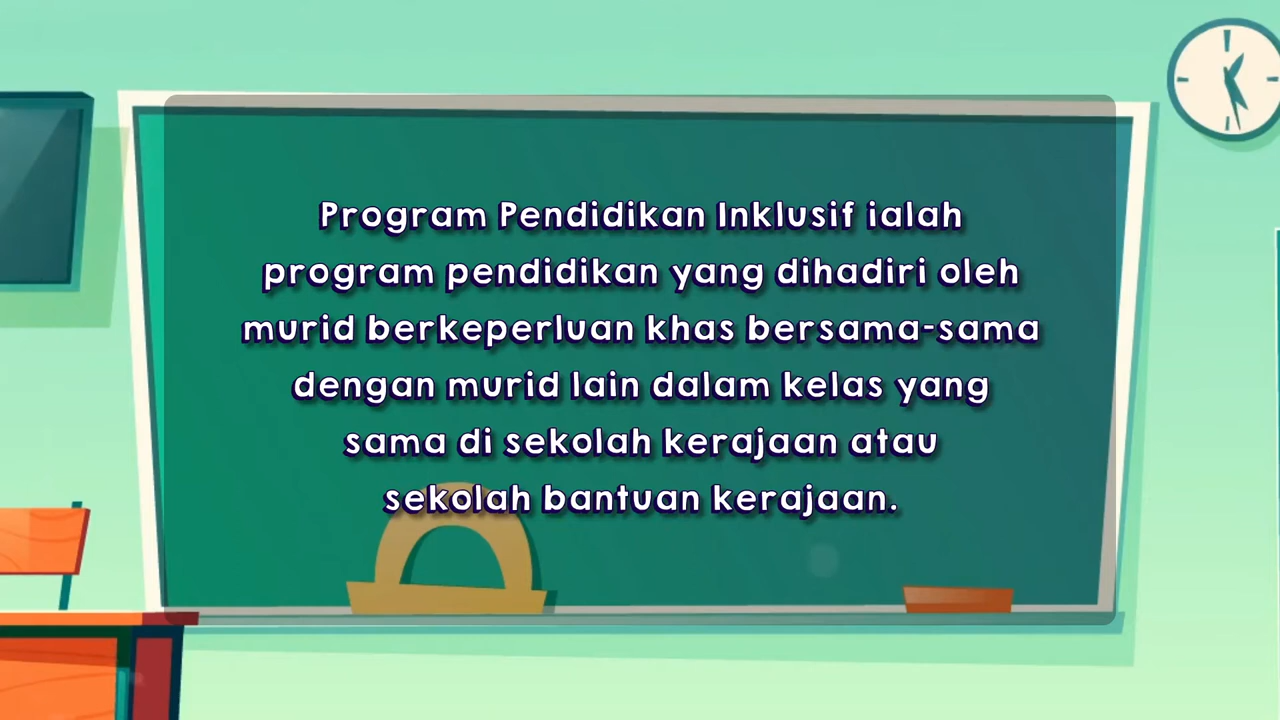 Program Pendidikan Inklusif ialah
program pendidikan yang dihadiri oleh
murid berkeperluan khas bersama-sama
dengan murid lain dalam kelas yang
sama di sekolah kerajaan atau
sekolah bantuan kerajaan.